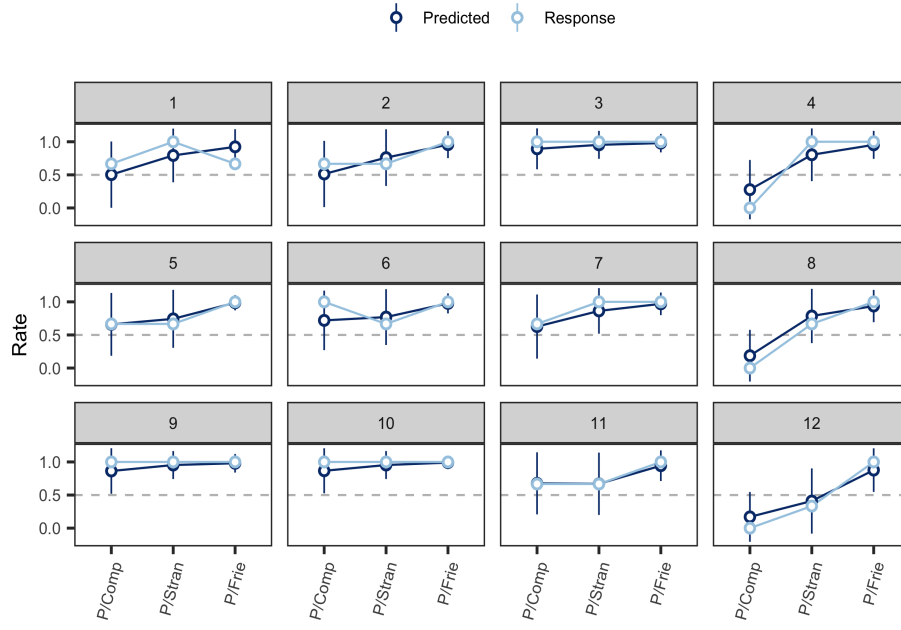 Predicted Response
1 2 3 4
1.0
0.5
0.0
5 6 7 8
1.0
0.5
0.0
Rate
9 10 11 12
1.0
0.5
0.0
P/Comp P/Stran P/Frie P/Comp P/Stran P/Frie P/Comp P/Stran P/Frie P/Comp P/Stran P/Frie